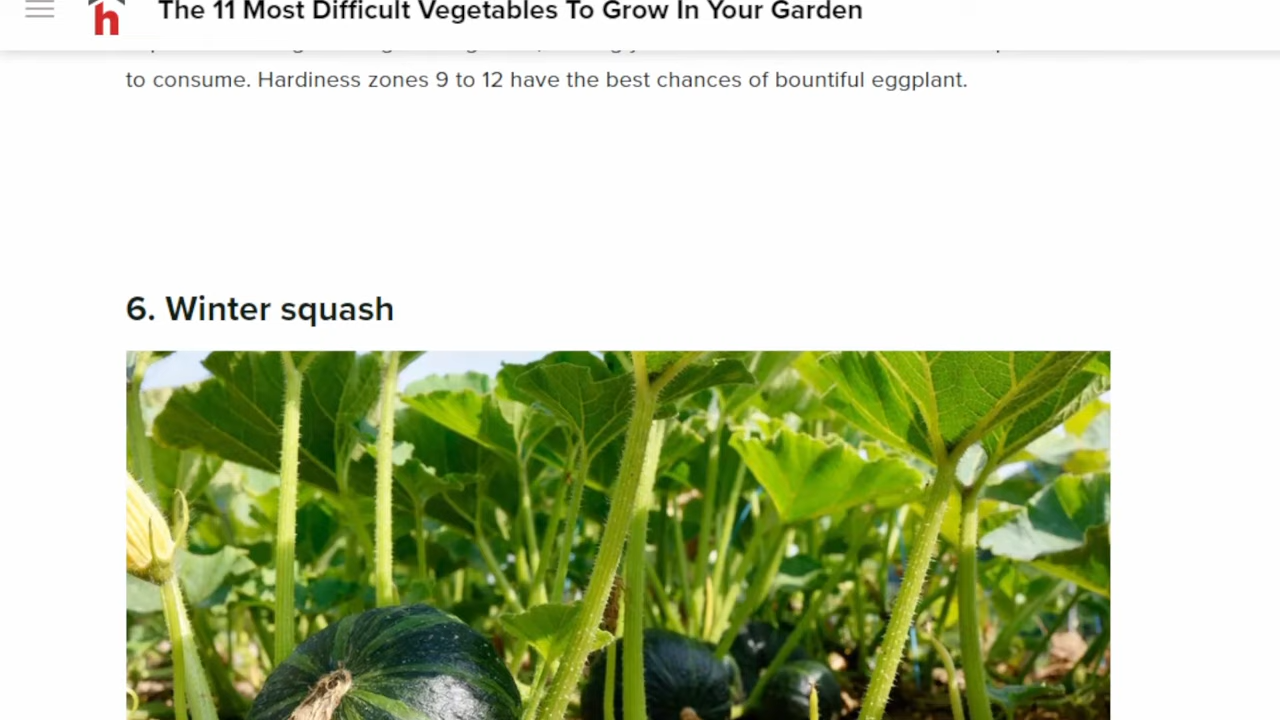 h
The 11 Most Difficult Vegetables To Grow In Your Garden
to consume. Hardiness zones 9 to 12 have the best chances of bountiful eggplant.
6. Winter squash